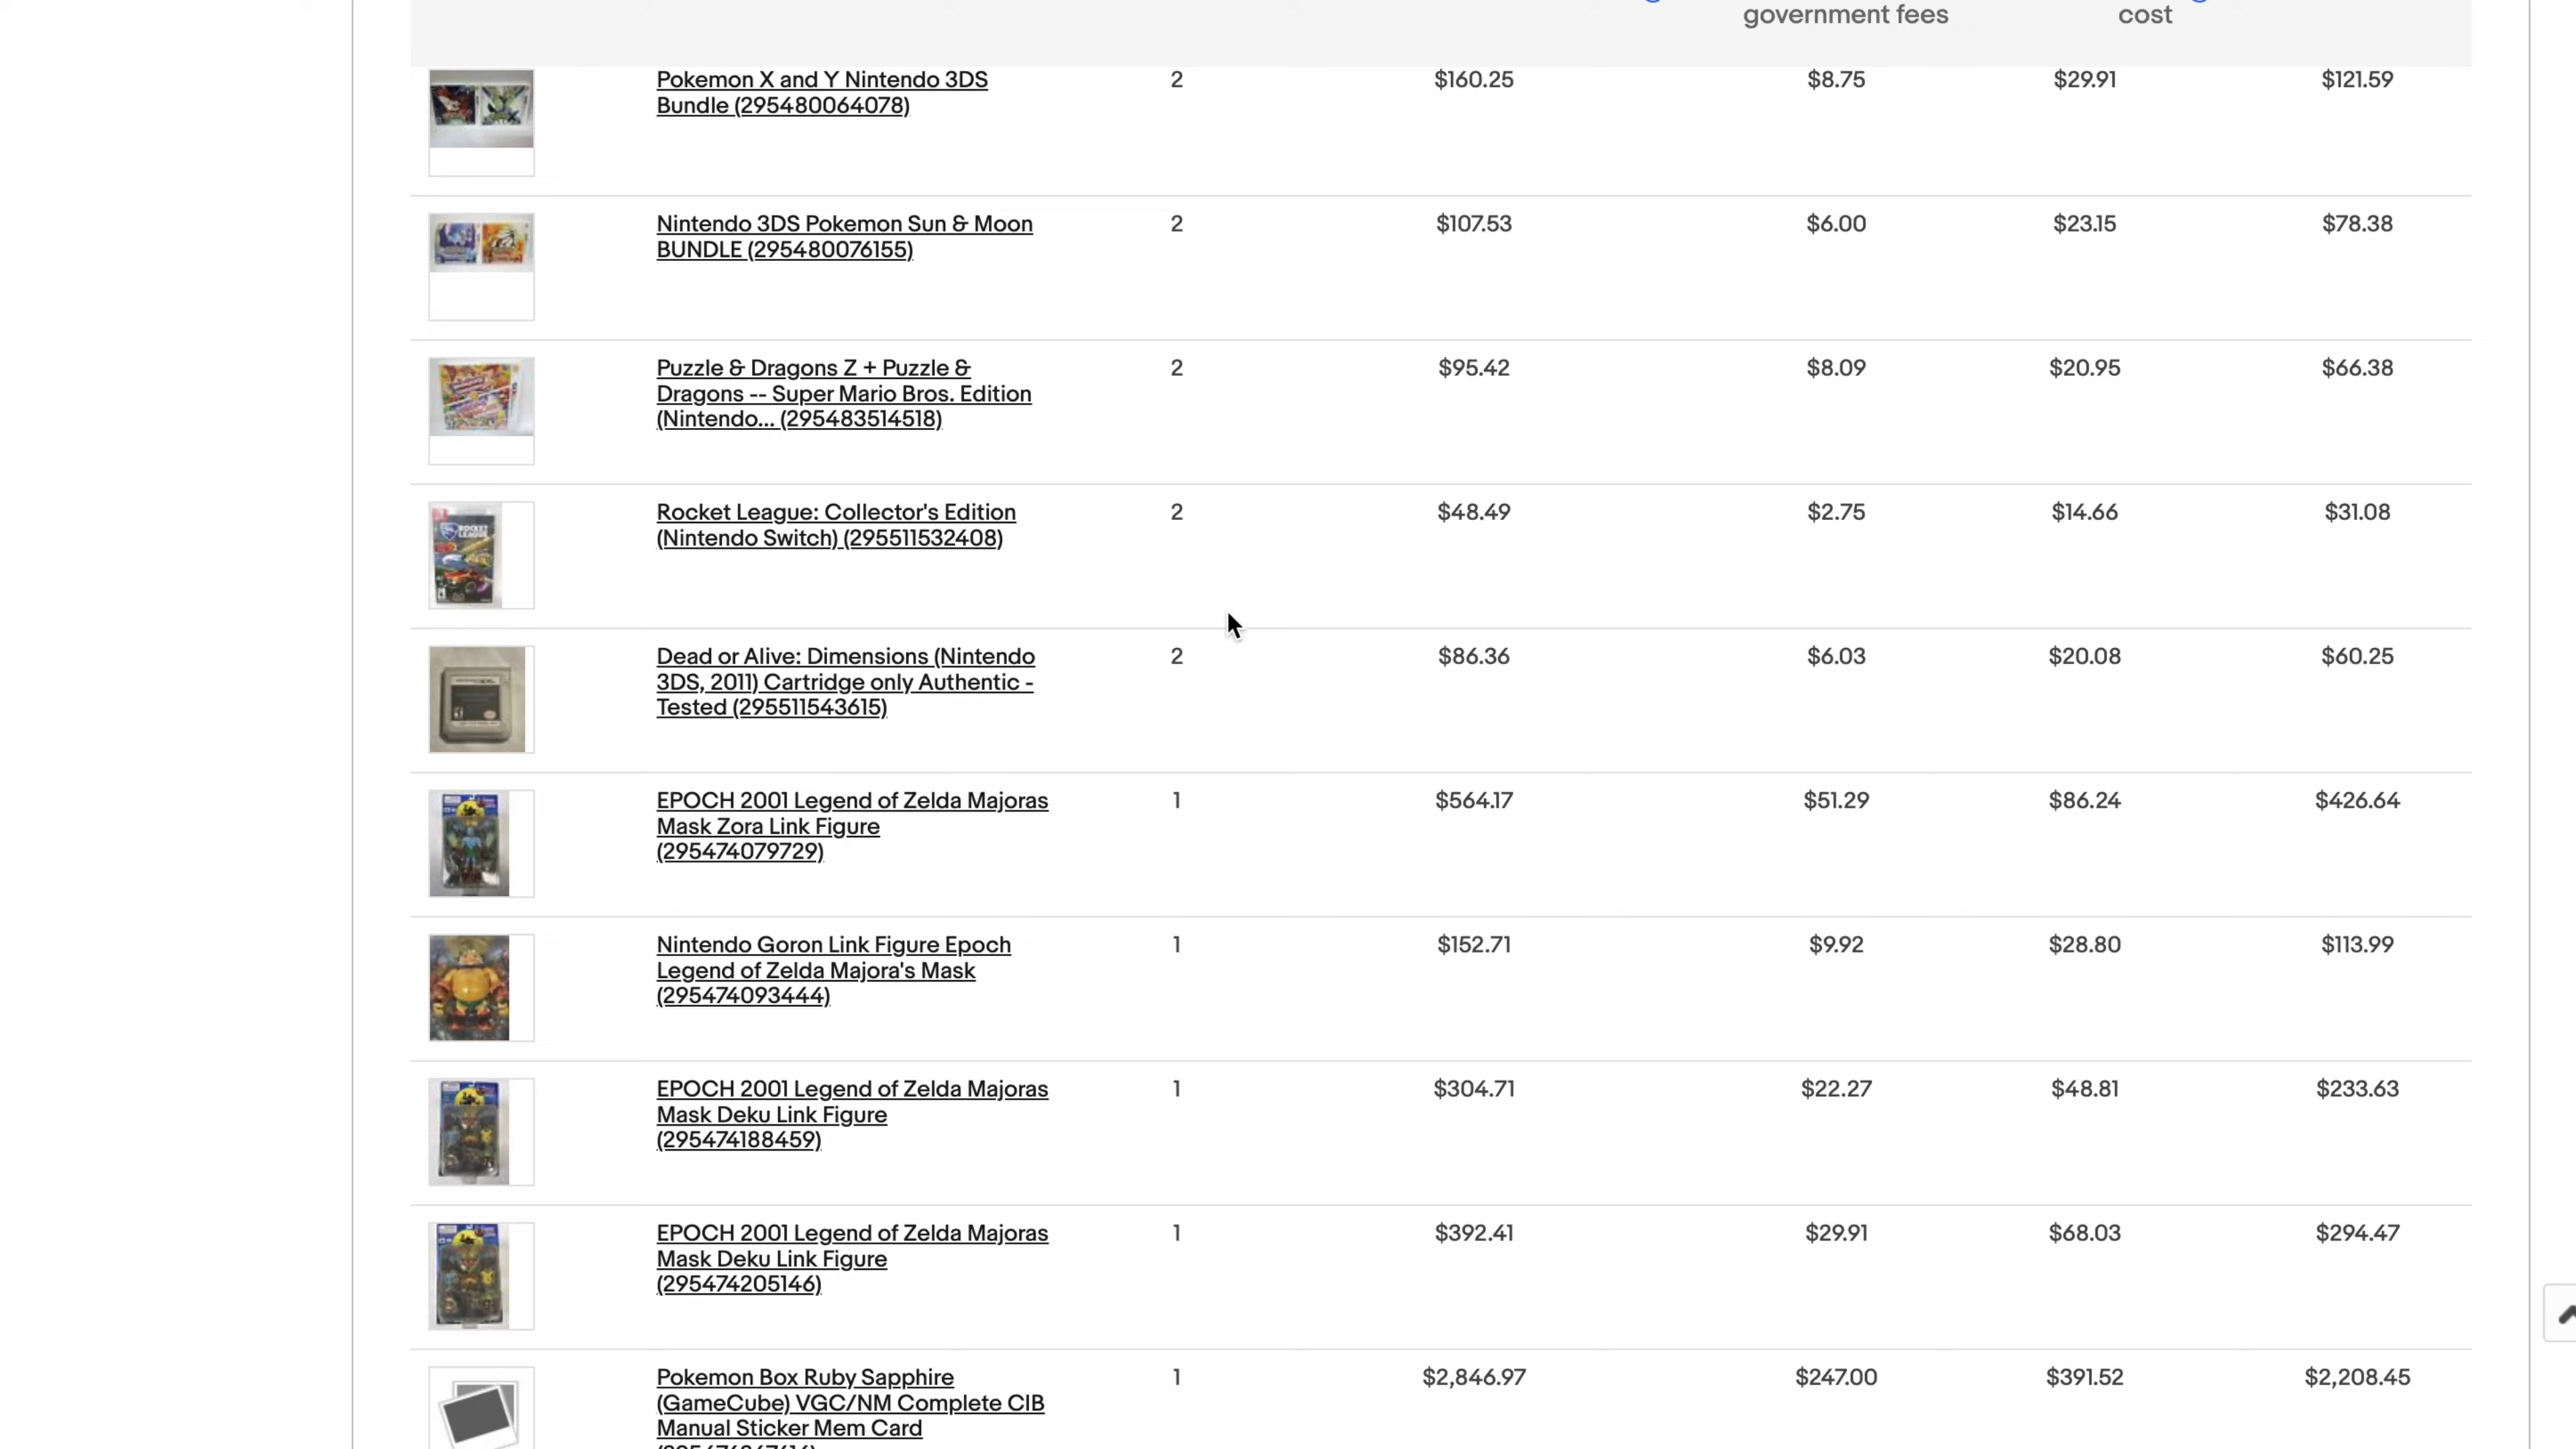 government fees
cost
Pokemon X and Y Nintendo 3DS
Bundle (295480064078)
2
$160.25
$8.75
$29.91
$121.59
Nintendo 3DS Pokemon Sun & Moon
BUNDLE (295480076155)
2
$107.53
$6.00
$23.15
$78.38
Puzzle & Dragons Z + Puzzle &
Dragons -- Super Mario Bros. Edition
(Nintendo... (295483514518)
2
$95.42
$8.09
$20.95
$66.38
Rocket League: Collector's Edition
(Nintendo Switch) (295511532408)
2
$48.49
$2.75
$14.66
$31.08
ROCKET
LEAGUE
Dead or Alive: Dimensions (Nintendo
3DS, 2011) Cartridge only Authentic -
Tested (295511543615)
2
$86.36
$6.03
$20.08
$60.25
EPOCH 2001 Legend of Zelda Majoras
Mask Zora Link Figure
(295474079729)
1
$564.17
$51.29
$86.24
$426.64
Nintendo Goron Link Figure Epoch
Legend of Zelda Majora's Mask
(295474093444)
1
$152.71
$9.92
$28.80
$113.99
EPOCH 2001 Legend of Zelda Majoras
Mask Deku Link Figure
(295474188459)
1
$304.71
$22.27
$48.81
$233.63
EPOCH 2001 Legend of Zelda Majoras
Mask Deku Link Figure
(295474205146)
1
$392.41
$29.91
$68.03
$294.47
Pokemon Box Ruby Sapphire
(GameCube) VGC/NM Complete CIB
Manual Sticker Mem Card
1
$2,846.97
$247.00
$391.52
$2,208.45